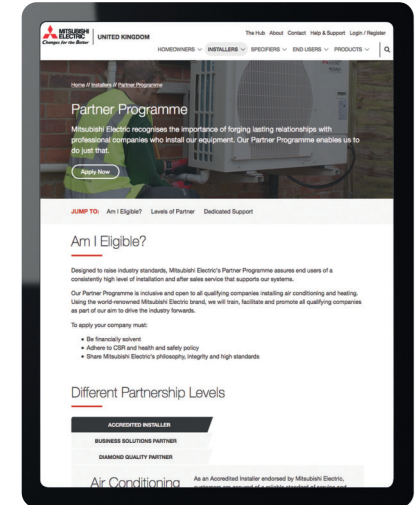 MITSUBISHI
ELECTRIC
Changes for the Better
UNITED KINGDOM
The Hub About Contact Help & Support Login / Register
HOMEOWNERS INSTALLERS SPECIFIERS END USERS PRODUCTS
Home // Installers // Partner Programme
Partner Programme
Mitsubishi Electric recognises the importance of forging lasting relationships with
professional companies who install our equipment. Our Partner Programme enables us to
do just that.
Apply Now
JUMP TO: Am I Eligible? Levels of Partner Dedicated Support
Am I Eligible?
Designed to raise industry standards, Mitsubishi Electric's Partner Programme assures end users of a
consistently high level of installation and after sales service that supports our systems.
Our Partner Programme is inclusive and open to all qualifying companies installing air conditioning and heating.
Using the world-renowned Mitsubishi Electric brand, we will train, facilitate and promote all qualifying companies
as part of our aim to drive the industry forwards.
To apply your company must:
• Be financially solvent
• Adhere to CSR and health and safety policy
• Share Mitsubishi Electric's philosophy, integrity and high standards
Different Partnership Levels
ACCREDITED INSTALLER
BUSINESS SOLUTIONS PARTNER
DIAMOND QUALITY PARTNER
Air Conditioning
As an Accredited Installer endorsed by Mitsubishi Electric,
customers are assured of a reliable standard of service and